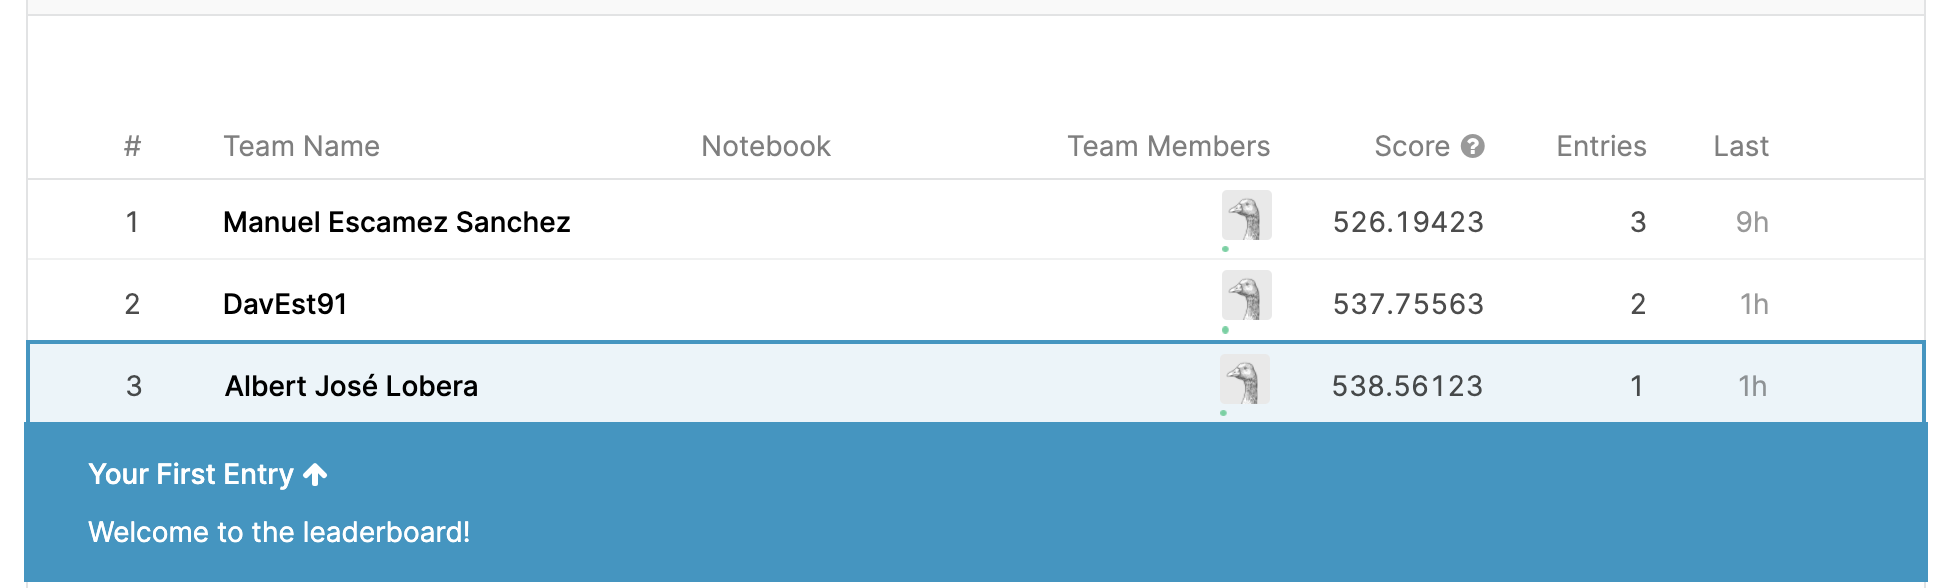 # Team Name Notebook Team Members Score ? Entries Last
1 Manuel Escamez Sanchez 526.19423 3 9h
2 DavEst91 537.75563 2 1h
3 Albert José Lobera 538.56123 1 1h
Your First Entry ↑
Welcome to the leaderboard!